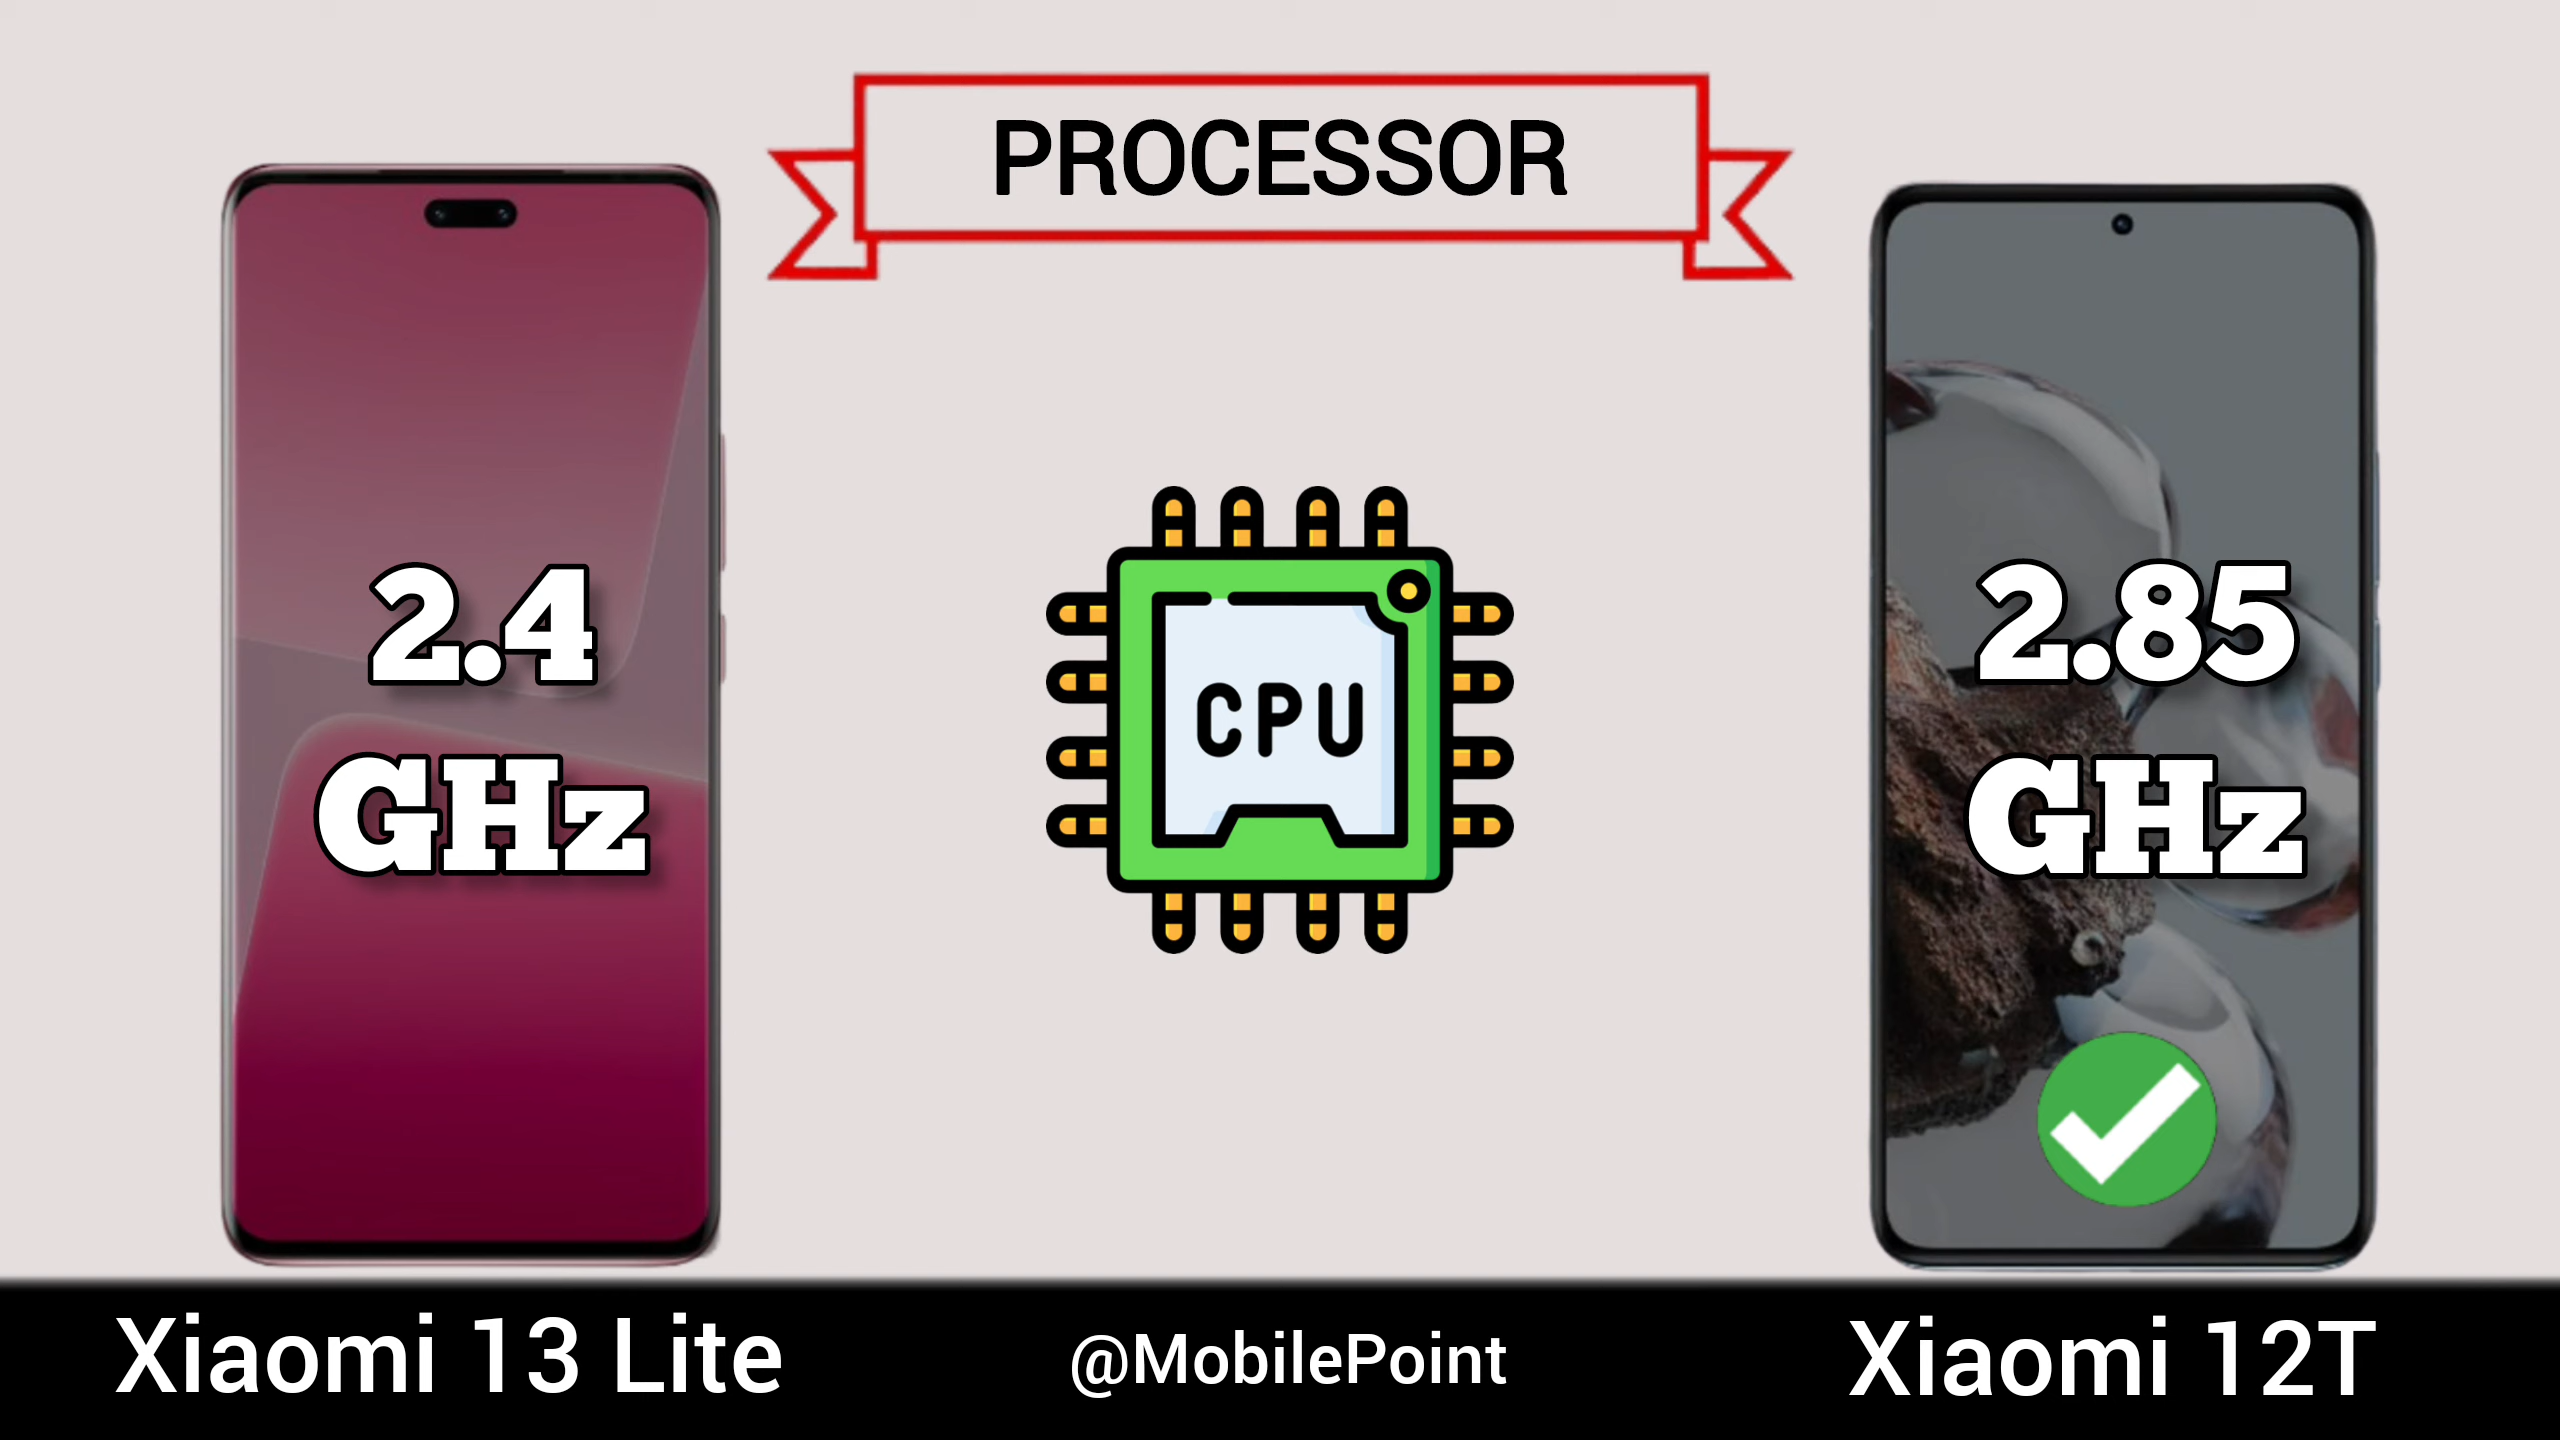 PROCESSOR
2.4
GHz
CPU
2.85
GHz
Xiaomi 13 Lite
@MobilePoint
Xiaomi 12T